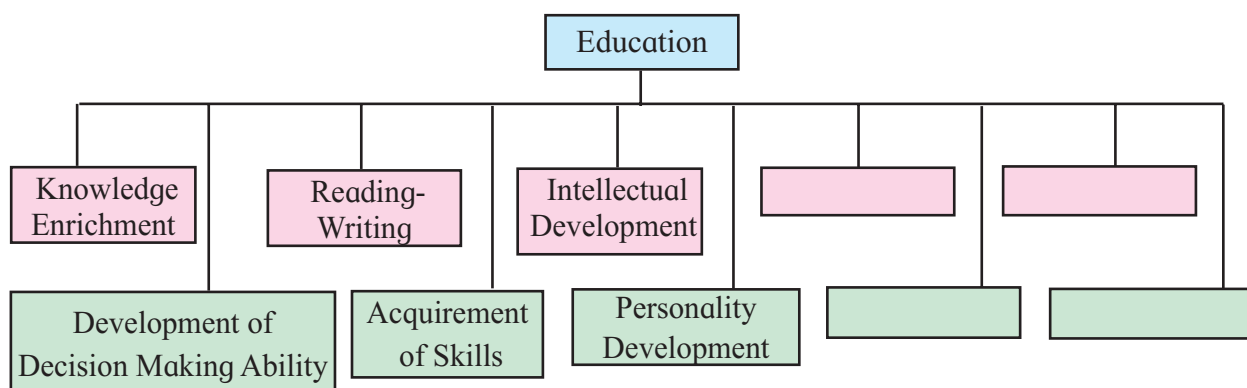 Education
Knowledge
Enrichment
Reading-
Writing
Intellectual
Development
Development of
Decision Making Ability
Acquirement
of Skills
Personality
Development